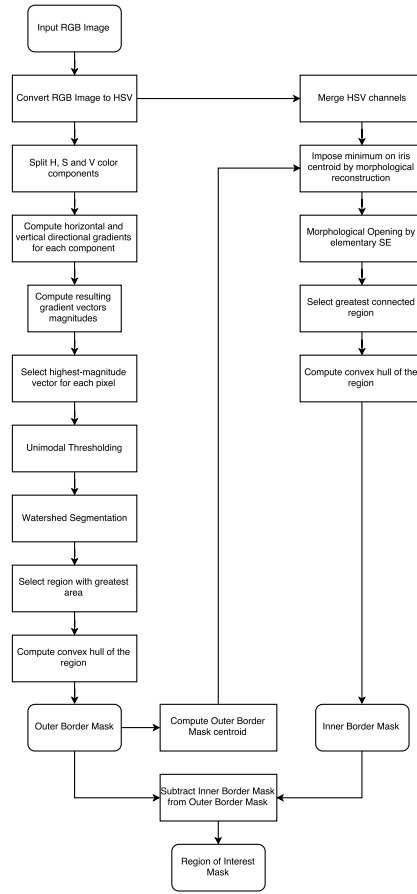 Input RGB Image
Convert RGB Image to HSV
Merge HSV channels
Split H, S and V color
components
Impose minimum on iris
centroid by morphological
reconstruction
Compute horizontal and
vertical directional gradients
for each component
Morphological Opening by
elementary SE
Compute resulting
gradient vectors
magnitudes
Select greatest connected
region
Select highest-magnitude
vector for each pixel
Compute convex hull of the
region
Unimodal Thresholding
Watershed Segmentation
Select region with greatest
area
Compute convex hull of the
region
Outer Border Mask
Compute Outer Border
Mask centroid
Inner Border Mask
Subtract Inner Border Mask
from Outer Border Mask
Region of Interest
Mask